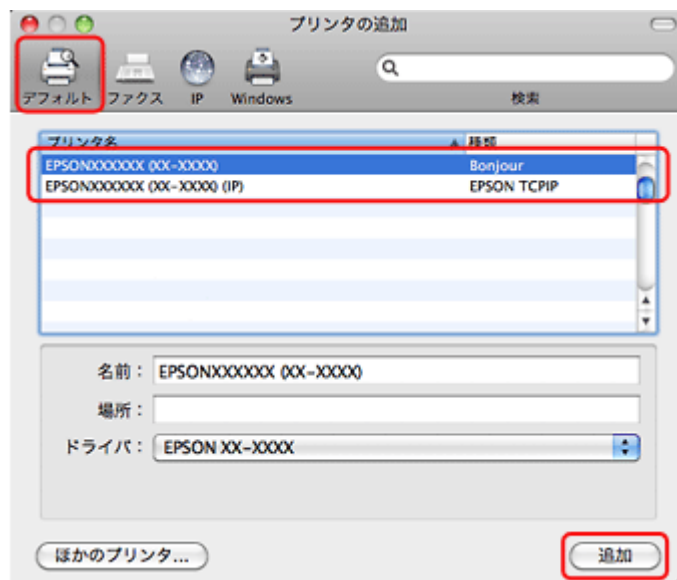 プリンタの追加
デフォルト ファクス IP Windows 検索
プリンタ名 種類
EPSONXXXXXX (XX-XXXX) Bonjour
EPSONXXXXXX (XX-XXXX) (IP) EPSON TCPIP
名前： EPSONXXXXXX (XX-XXXX)
場所：
ドライバ： EPSON XX-XXXX
ほかのプリンタ... 追加